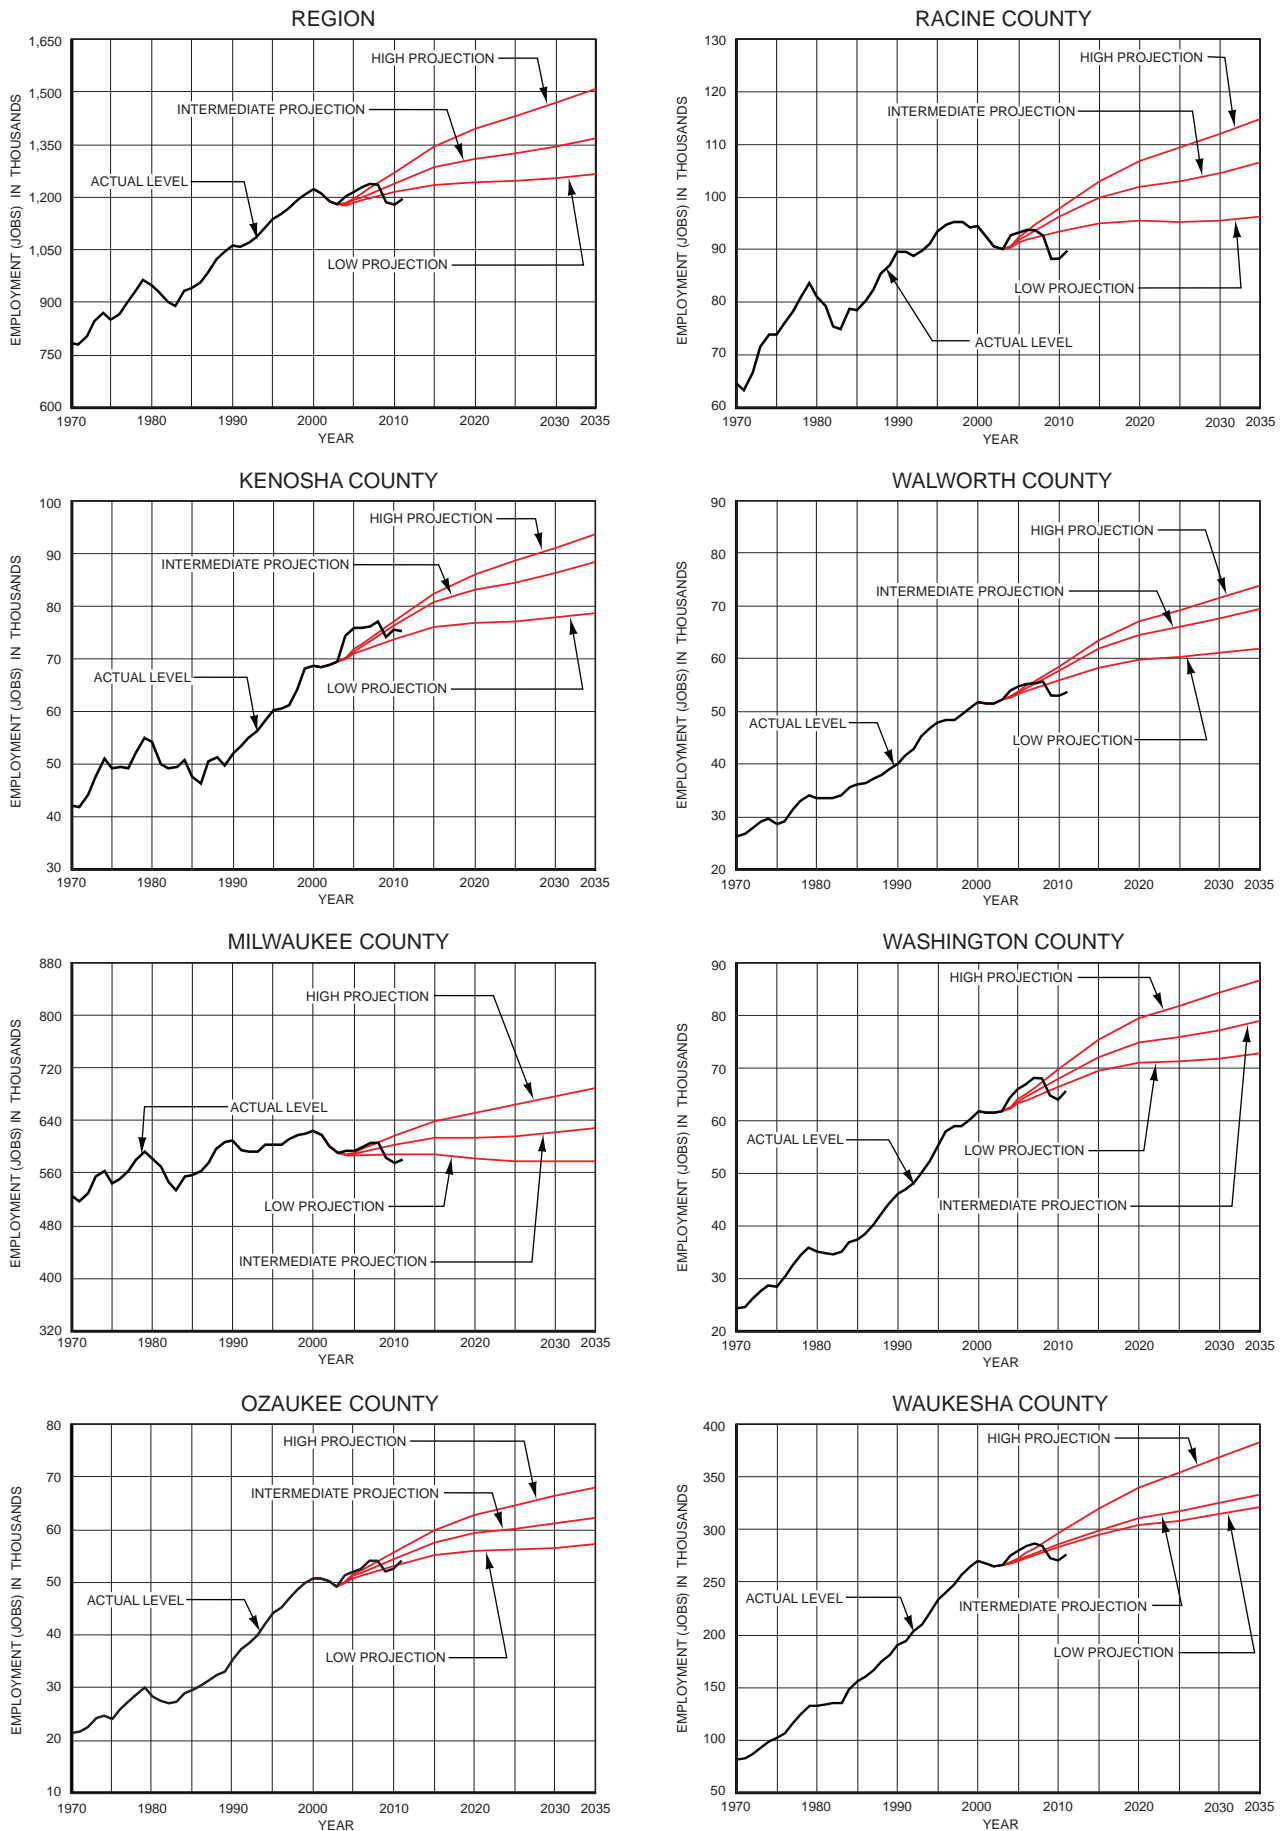 REGION
EMPLOYMENT (JOBS) IN THOUSANDS
1,650
1,500
1,350
1,200
1,050
900
750
600
HIGH PROJECTION
INTERMEDIATE PROJECTION
ACTUAL LEVEL
LOW PROJECTION
1970 1980 1990 2000 2010 2020 2030 2035
YEAR
RACINE COUNTY
EMPLOYMENT (JOBS) IN THOUSANDS
130
120
110
100
90
80
70
60
HIGH PROJECTION
INTERMEDIATE PROJECTION
LOW PROJECTION
ACTUAL LEVEL
1970 1980 1990 2000 2010 2020 2030 2035
YEAR
KENOSHA COUNTY
EMPLOYMENT (JOBS) IN THOUSANDS
100
90
80
70
60
50
40
30
HIGH PROJECTION
INTERMEDIATE PROJECTION
ACTUAL LEVEL
LOW PROJECTION
1970 1980 1990 2000 2010 2020 2030 2035
YEAR
WALWORTH COUNTY
EMPLOYMENT (JOBS) IN THOUSANDS
90
80
70
60
50
40
30
20
HIGH PROJECTION
INTERMEDIATE PROJECTION
ACTUAL LEVEL
LOW PROJECTION
1970 1980 1990 2000 2010 2020 2030 2035
YEAR
MILWAUKEE COUNTY
EMPLOYMENT (JOBS) IN THOUSANDS
880
800
720
640
560
480
400
320
HIGH PROJECTION
ACTUAL LEVEL
LOW PROJECTION
INTERMEDIATE PROJECTION
1970 1980 1990 2000 2010 2020 2030 2035
YEAR
WASHINGTON COUNTY
EMPLOYMENT (JOBS) IN THOUSANDS
90
80
70
60
50
40
30
20
HIGH PROJECTION
ACTUAL LEVEL
LOW PROJECTION
INTERMEDIATE PROJECTION
1970 1980 1990 2000 2010 2020 2030 2035
YEAR
OZAUKEE COUNTY
EMPLOYMENT (JOBS) IN THOUSANDS
80
70
60
50
40
30
20
10
HIGH PROJECTION
INTERMEDIATE PROJECTION
ACTUAL LEVEL
LOW PROJECTION
1970 1980 1990 2000 2010 2020 2030 2035
YEAR
WAUKESHA COUNTY
EMPLOYMENT (JOBS) IN THOUSANDS
400
350
300
250
200
150
100
50
HIGH PROJECTION
ACTUAL LEVEL
INTERMEDIATE PROJECTION
LOW PROJECTION
1970 1980 1990 2000 2010 2020 2030 2035
YEAR